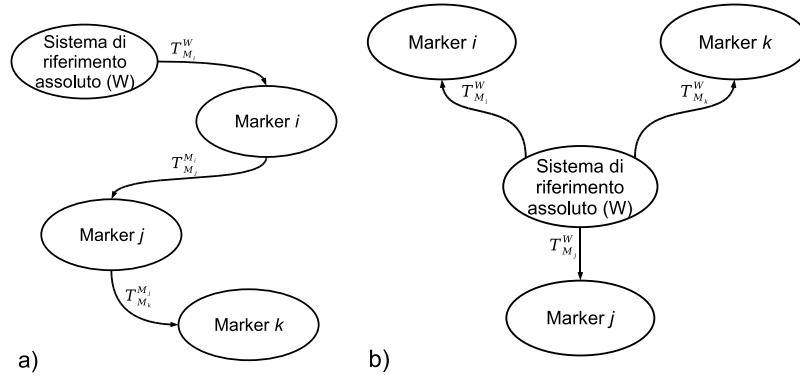 Sistema di
riferimento
assoluto (W)
T^W_{M_i}
Marker i
T^{M_i}_{M_j}
Marker j
T^{M_j}_{M_k}
Marker k
a)
Marker i
Marker k
T^W_{M_i}
T^W_{M_k}
Sistema di
riferimento
assoluto (W)
T^W_{M_j}
Marker j
b)